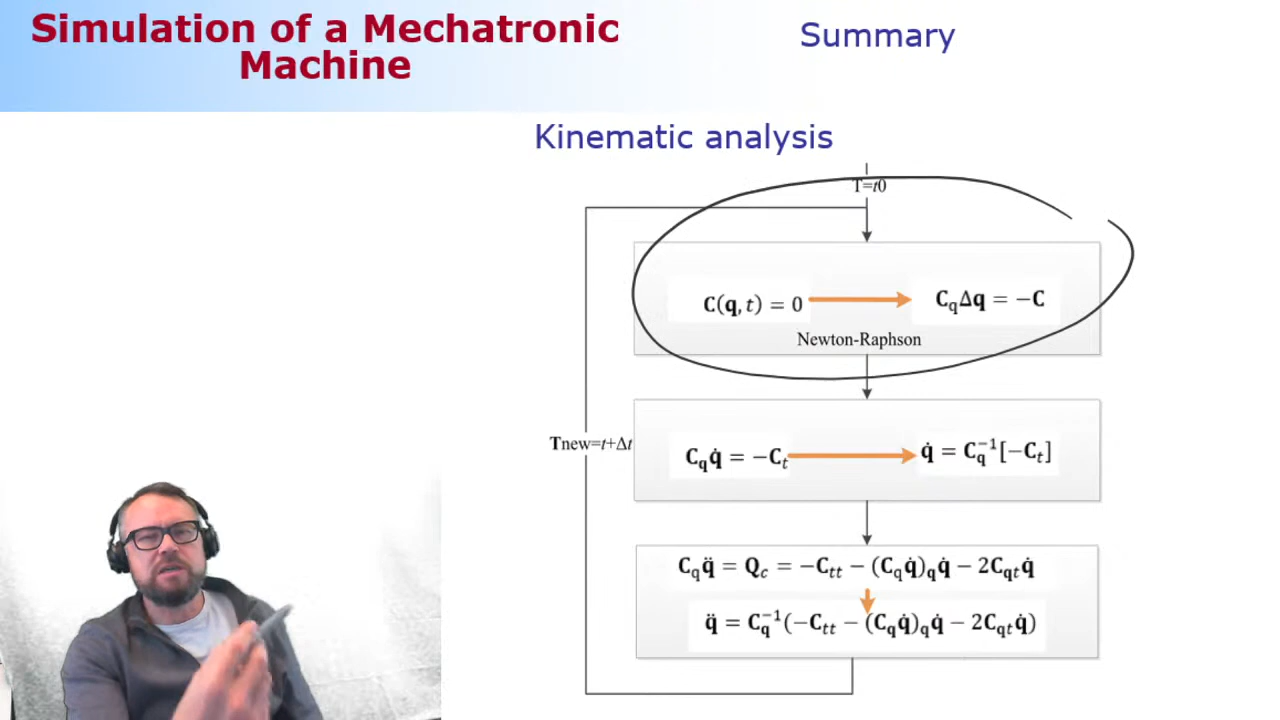 Simulation of a Mechatronic
Machine
Summary
Kinematic analysis
T=t0
C(q, t) = 0
C_qΔq = −C
Newton-Raphson
Tnew=t+Δt
C_q q̇ = −C_t
q̇ = C_q^{−1}[−C_t]
C_q q̈ = Q_c = −C_tt − (C_q q̇)_q q̇ − 2C_qt q̇
q̈ = C_q^{−1}(−C_tt − (C_q q̇)_q q̇ − 2C_qt q̇)